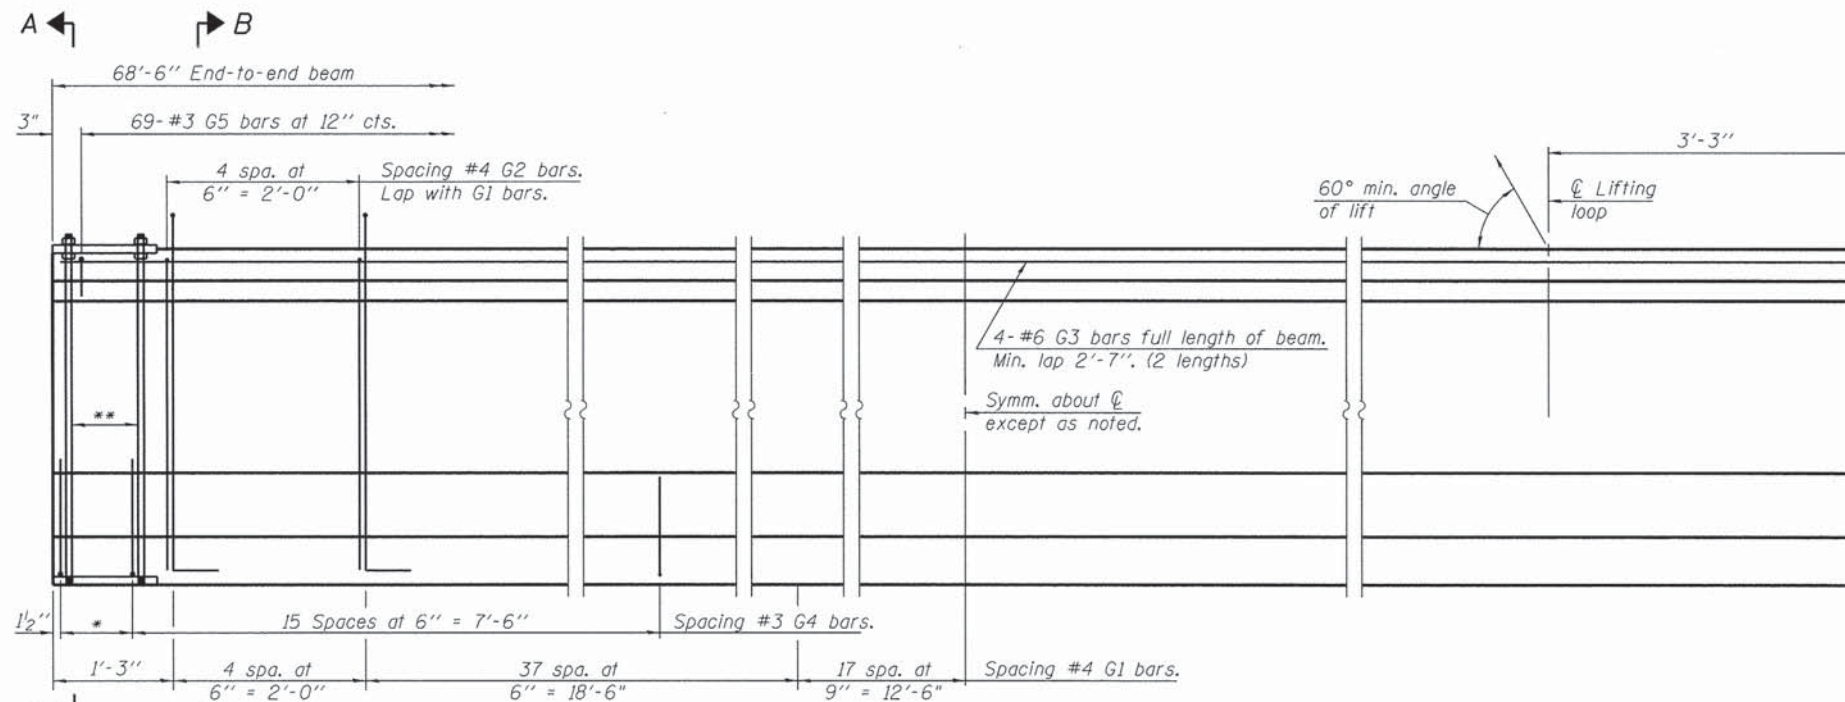 A B
68'-6" End-to-end beam
3" 69-#3 G5 bars at 12" cts.
4 spa. at
6" = 2'-0"
Spacing #4 G2 bars.
Lap with G1 bars.
3'-3"
60° min. angle
of lift
℄ Lifting
loop
4-#6 G3 bars full length of beam.
Min. lap 2'-7". (2 lengths)
Symm. about ℄
except as noted.
**
1½" * 15 Spaces at 6" = 7'-6" Spacing #3 G4 bars.
1'-3"
4 spa. at
6" = 2'-0"
37 spa. at
6" = 18'-6"
17 spa. at
9" = 12'-6"
Spacing #4 G1 bars.